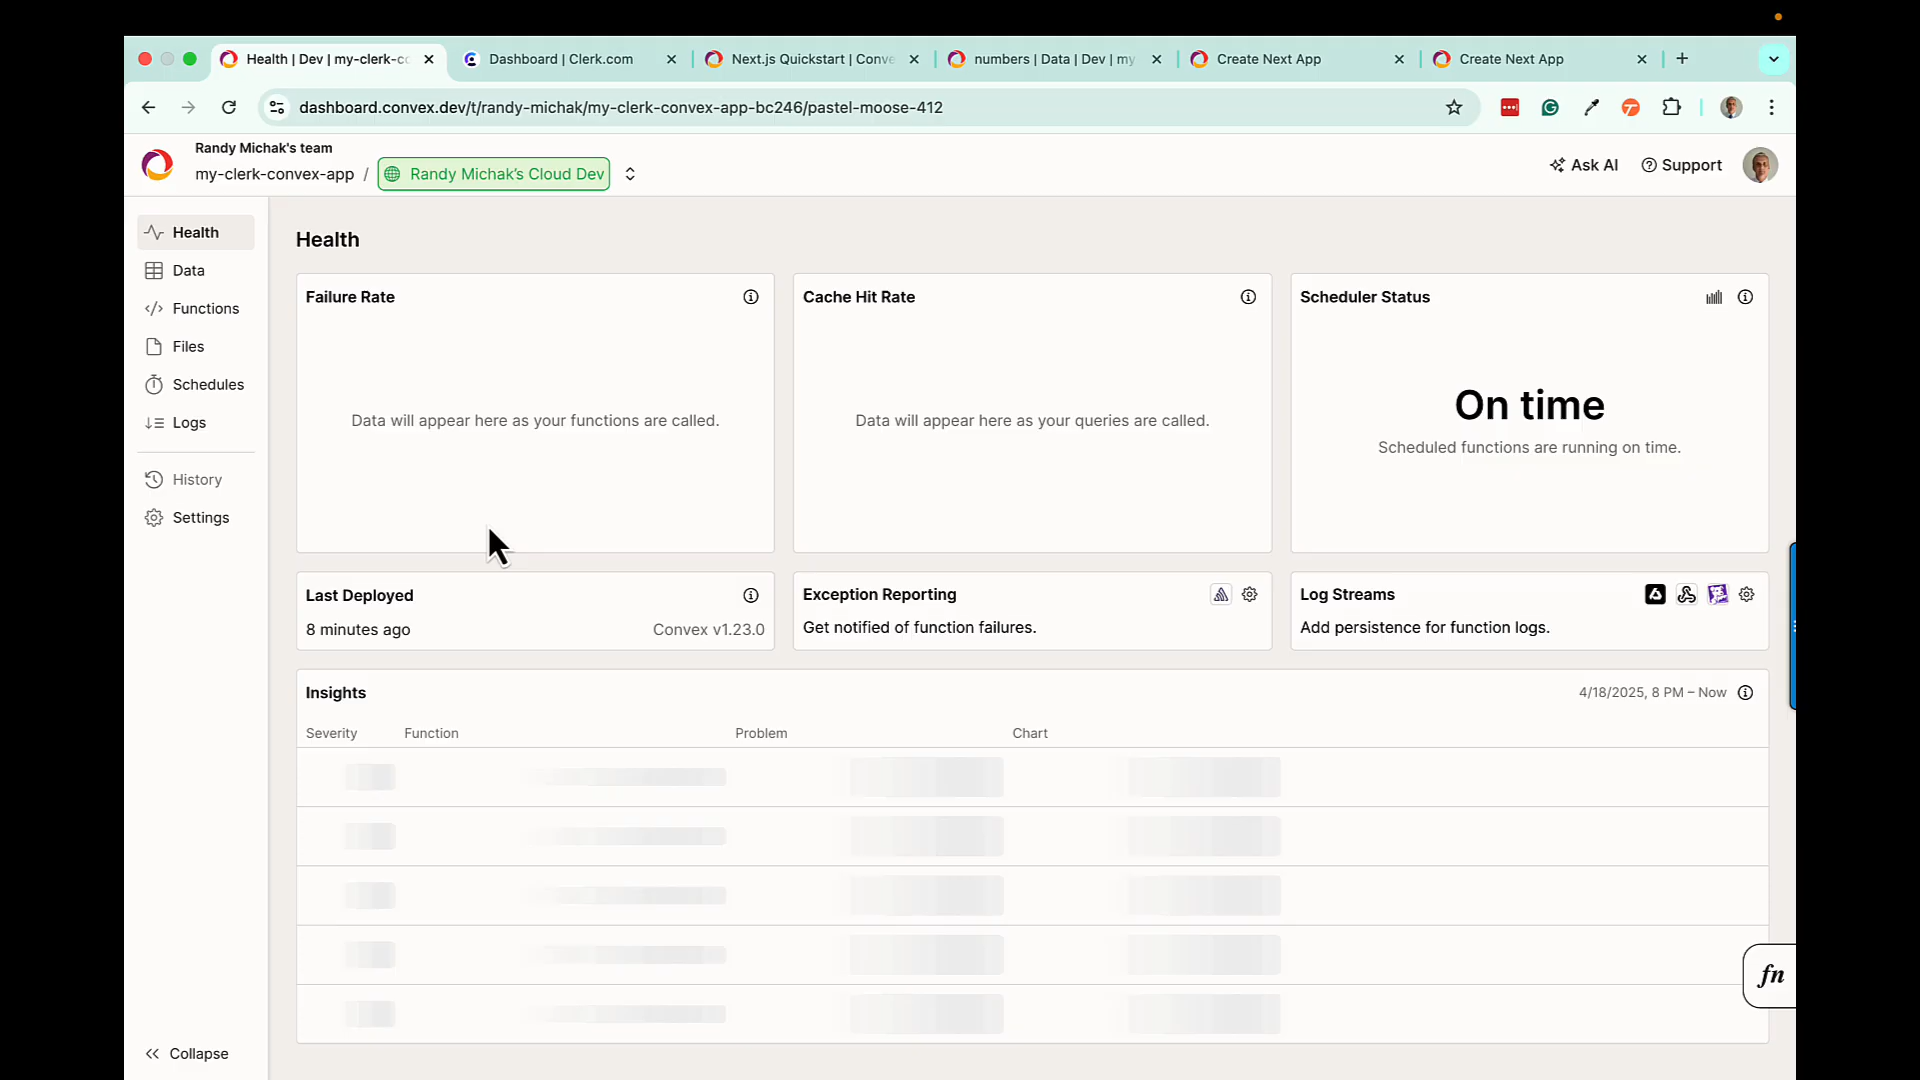 Health | Dev | my-clerk-cc
Dashboard | Clerk.com
Next.js Quickstart | Conve
numbers | Data | Dev | my
Create Next App
Create Next App
dashboard.convex.dev/t/randy-michak/my-clerk-convex-app-bc246/pastel-moose-412
Randy Michak's team
my-clerk-convex-app / Randy Michak's Cloud Dev
Ask AI
Support
Health
Data
Functions
Files
Schedules
Logs
History
Settings
Collapse
Health
Failure Rate
Data will appear here as your functions are called.
Cache Hit Rate
Data will appear here as your queries are called.
Scheduler Status
On time
Scheduled functions are running on time.
Last Deployed
8 minutes ago
Convex v1.23.0
Exception Reporting
Get notified of function failures.
Log Streams
Add persistence for function logs.
Insights
4/18/2025, 8 PM – Now
Severity Function Problem Chart
fn